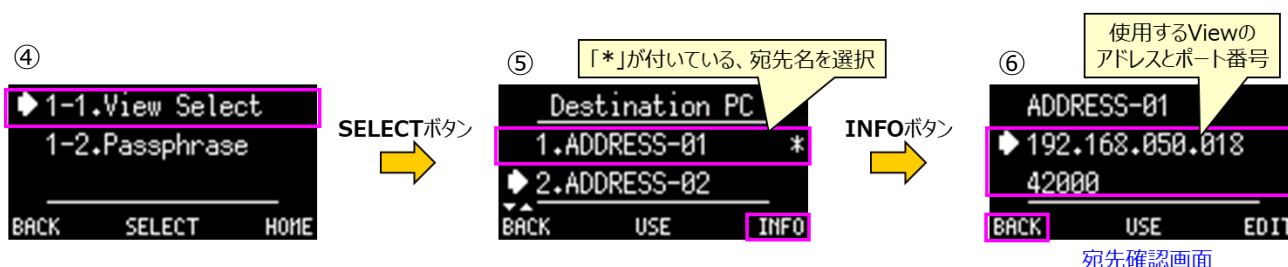 ④
➡ 1-1.View Select
1-2.Passphrase
BACK SELECT HOME
SELECTボタン
⑤
「*」が付いている、宛先名を選択
Destination PC
1.ADDRESS-01 *
➡ 2.ADDRESS-02
BACK USE INFO
INFOボタン
⑥
使用するViewの
アドレスとポート番号
ADDRESS-01
➡ 192.168.050.018
42000
BACK USE EDIT
宛先確認画面